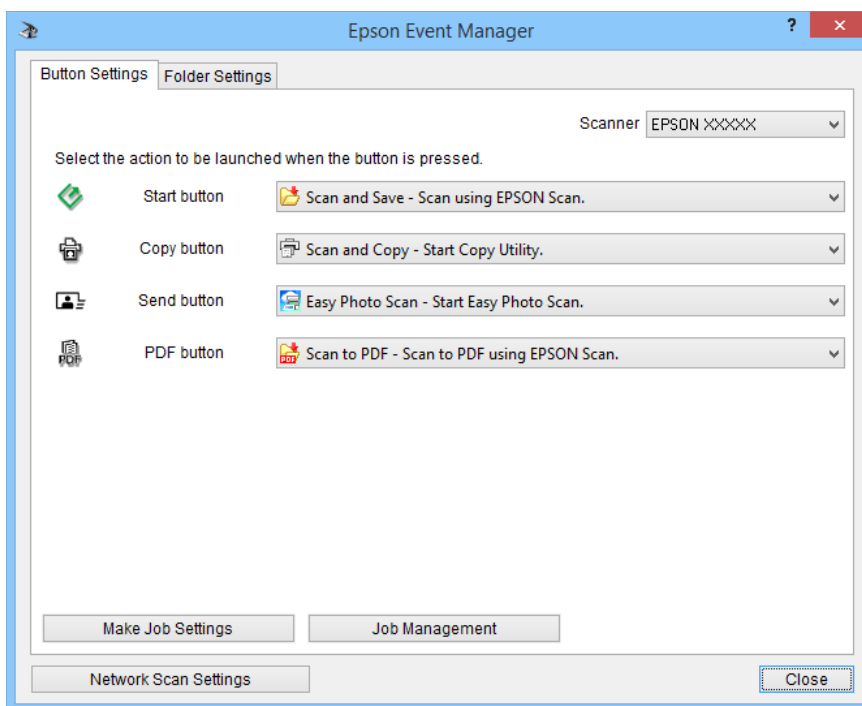 Epson Event Manager
? ×
Button Settings Folder Settings
Scanner EPSON XXXXX
Select the action to be launched when the button is pressed.
Start button Scan and Save - Scan using EPSON Scan.
Copy button Scan and Copy - Start Copy Utility.
Send button Easy Photo Scan - Start Easy Photo Scan.
PDF PDF button PDF Scan to PDF - Scan to PDF using EPSON Scan.
Make Job Settings Job Management
Network Scan Settings Close